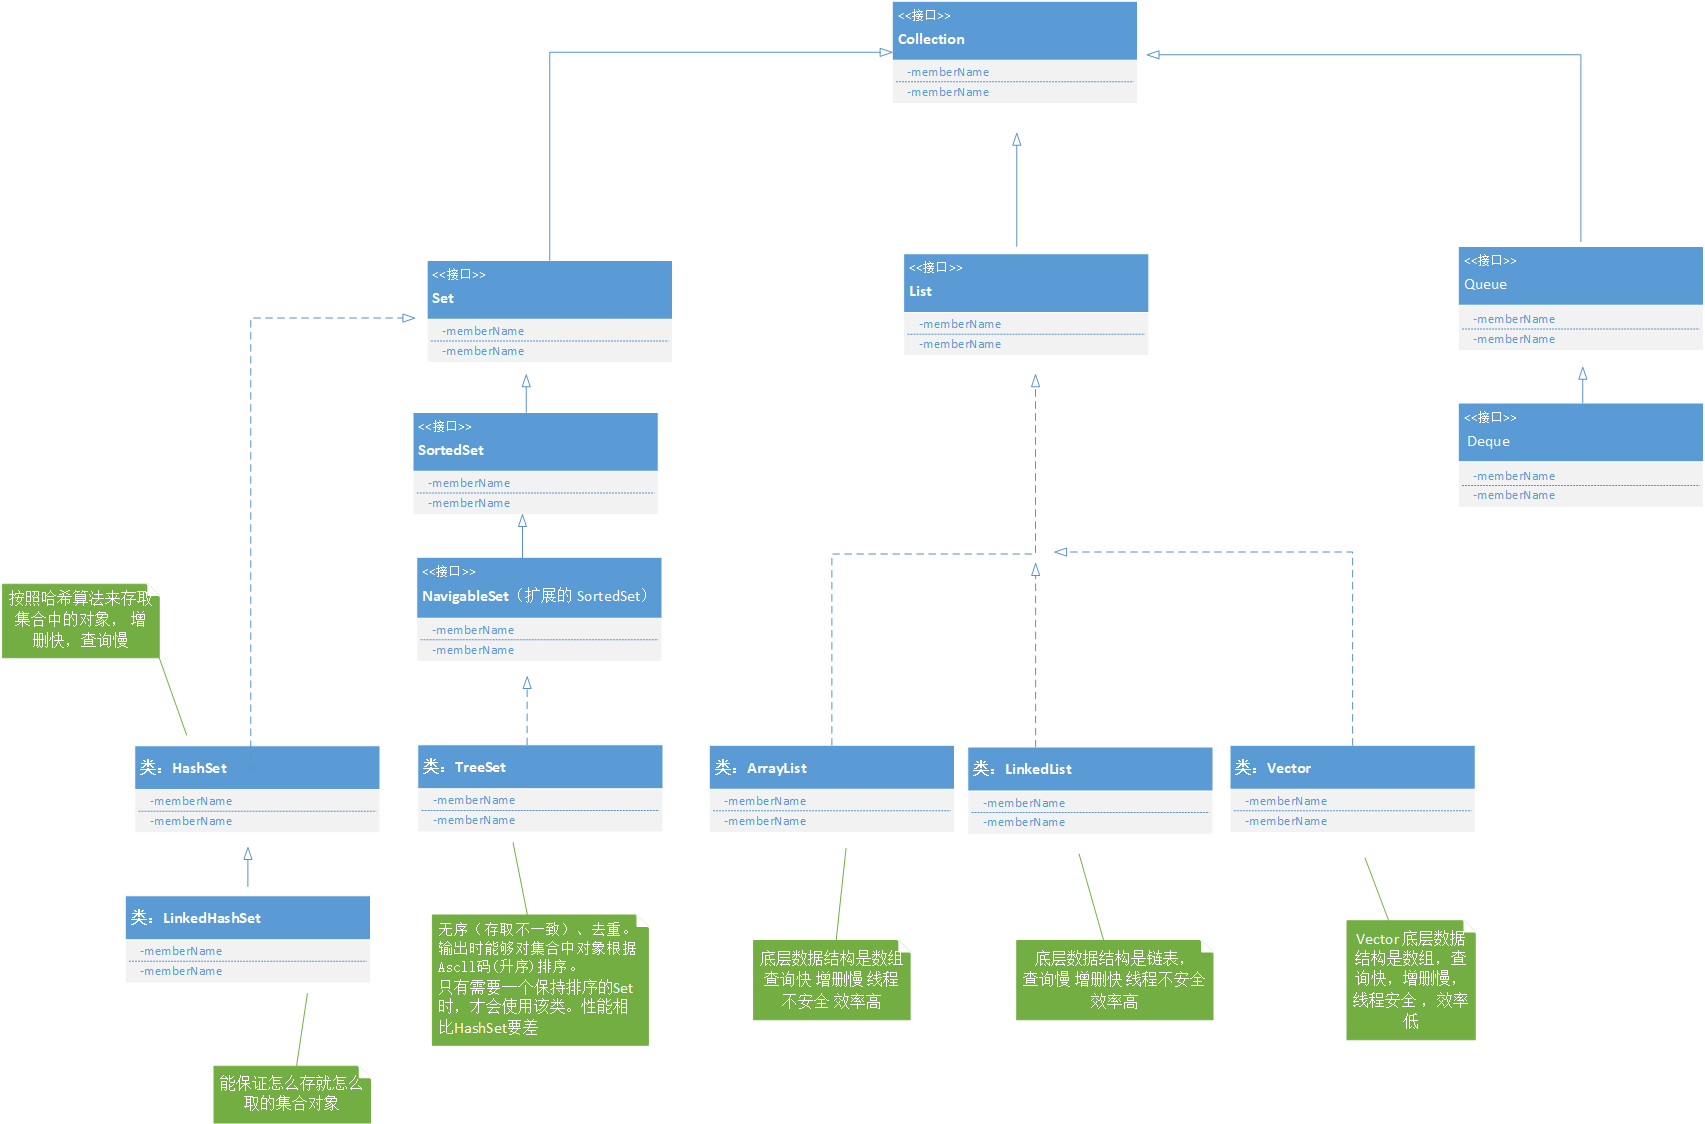 <<接口>>
Collection
-memberName
-memberName
<<接口>>
Set
-memberName
-memberName
<<接口>>
List
-memberName
-memberName
<<接口>>
Queue
-memberName
-memberName
<<接口>>
SortedSet
-memberName
-memberName
<<接口>>
Deque
-memberName
-memberName
<<接口>>
NavigableSet（扩展的 SortedSet）
-memberName
-memberName
按照哈希算法来存取
集合中的对象， 增
删快，查询慢
类：HashSet
-memberName
-memberName
类：TreeSet
-memberName
-memberName
类：ArrayList
-memberName
-memberName
类：LinkedList
-memberName
-memberName
类：Vector
-memberName
-memberName
类：LinkedHashSet
-memberName
-memberName
无序（存取不一致）、去重。
输出时能够对集合中对象根据
Ascll码(升序)排序。
只有需要一个保持排序的Set
时，才会使用该类。性能相
比HashSet要差
底层数据结构是数组
查询快 增删慢 线程
不安全 效率高
底层数据结构是链表，
查询慢 增删快 线程不安全
效率高
Vector 底层数据
结构是数组，查
询快，增删慢，
线程安全 ，效率
低
能保证怎么存就怎么
取的集合对象